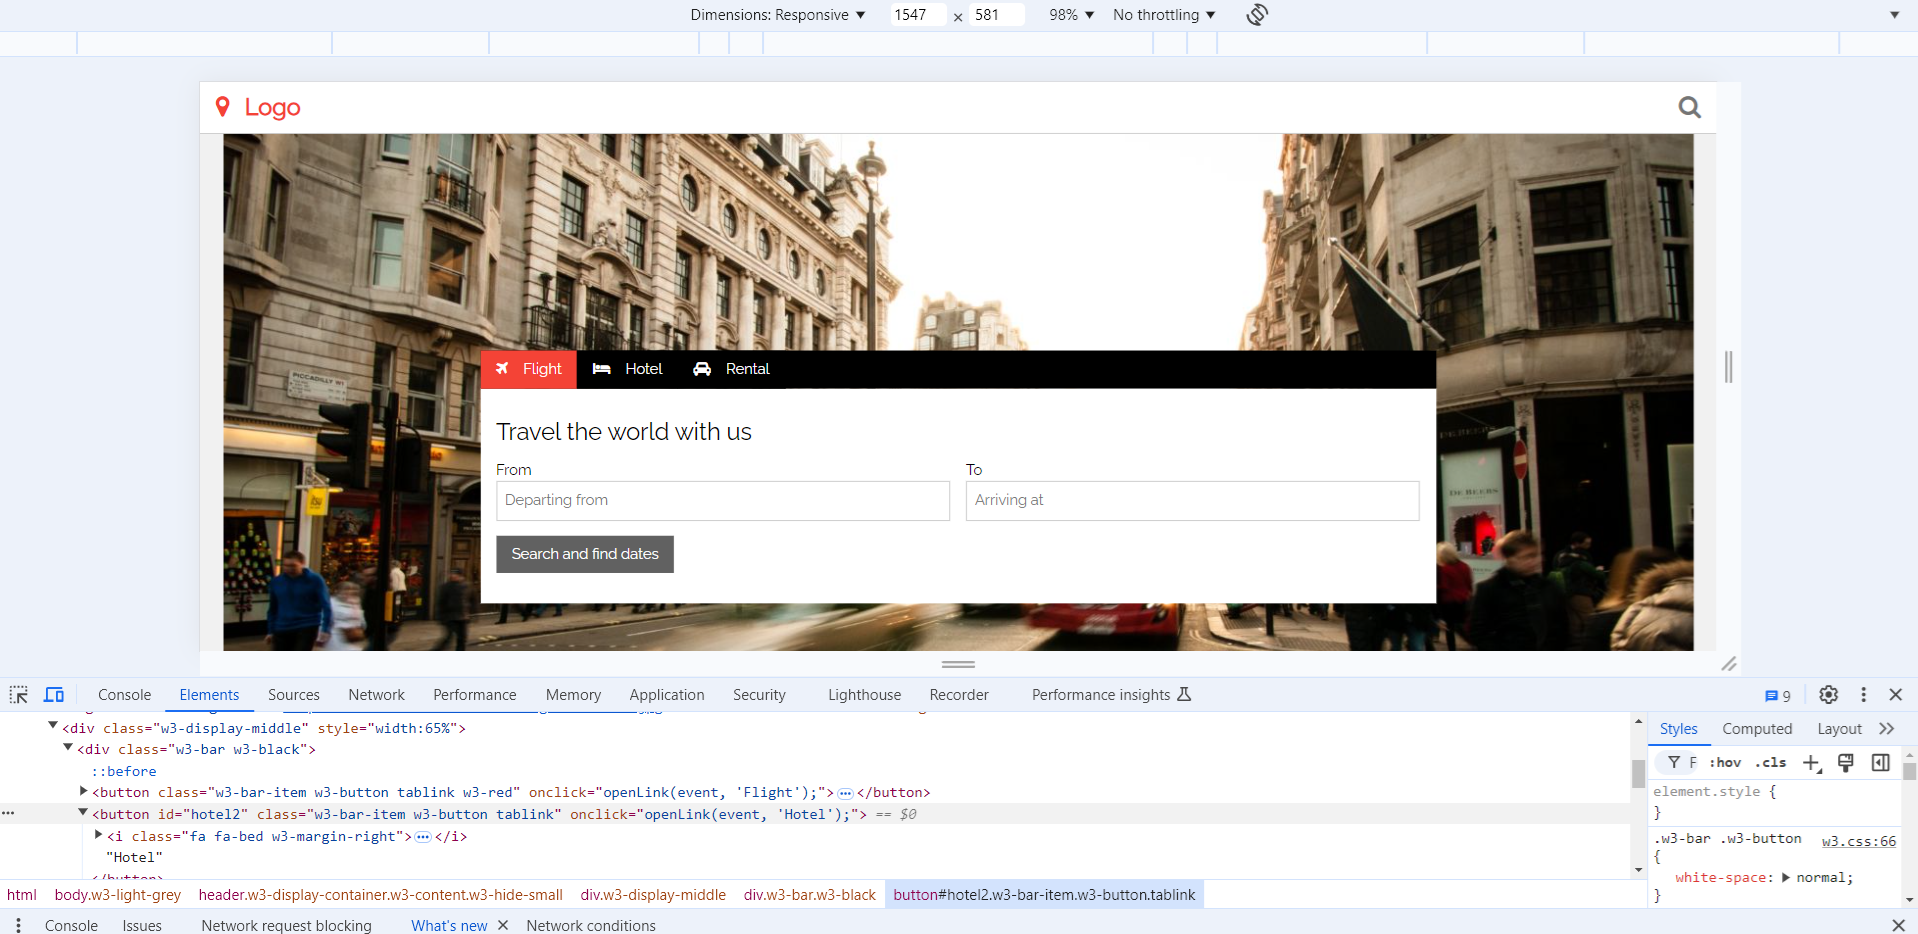 Dimensions: Responsive ▼ 1547 × 581 98% ▼ No throttling ▼
Logo
PICCADILLY W1
Flight Hotel Rental
Travel the world with us
From To
Departing from Arriving at
Search and find dates
DE BEERS
Console Elements Sources Network Performance Memory Application Security Lighthouse Recorder Performance insights 9
<div class="w3-display-middle" style="width:65%">
<div class="w3-bar w3-black">
::before
<button class="w3-bar-item w3-button tablink w3-red" onclick="openLink(event, 'Flight');">…</button>
<button id="hotel2" class="w3-bar-item w3-button tablink" onclick="openLink(event, 'Hotel');"> == $0
<i class="fa fa-bed w3-margin-right">…</i>
"Hotel"
</button>
html body.w3-light-grey header.w3-display-container.w3-content.w3-hide-small div.w3-display-middle div.w3-bar.w3-black button#hotel2.w3-bar-item.w3-button.tablink
Styles Computed Layout »
F :hov .cls
element.style {
}
.w3-bar .w3-button w3.css:66
{
white-space: ▶ normal;
}
Console Issues Network request blocking What's new × Network conditions